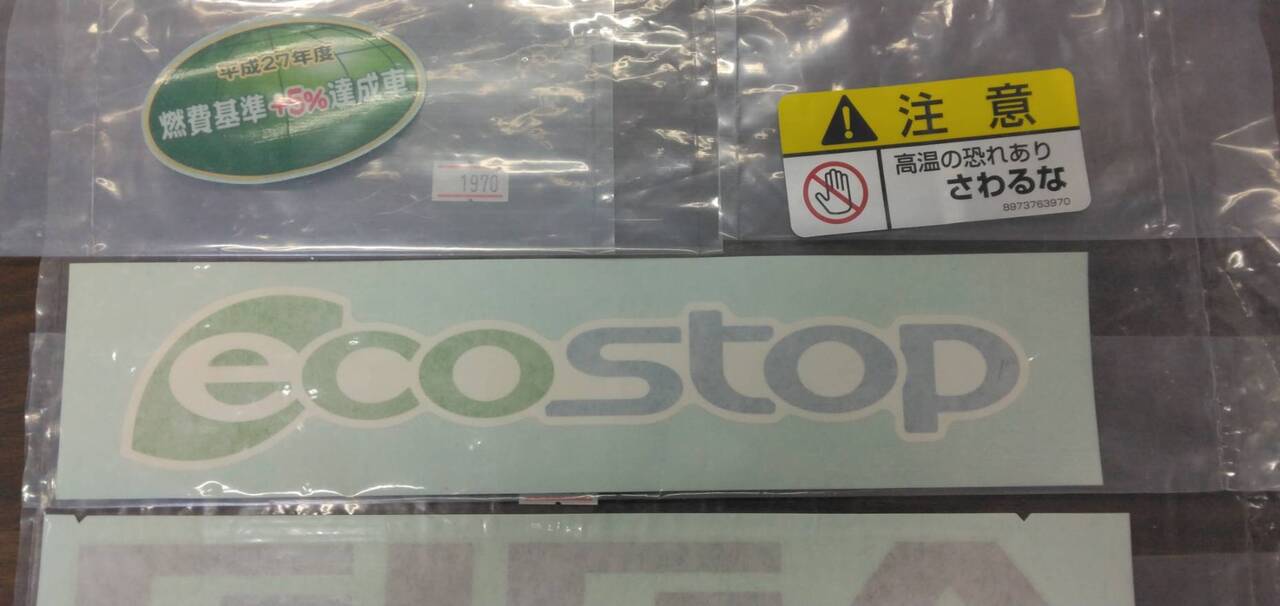 平成27年度
燃費基準+5%達成車
1970
注意
高温の恐れあり
さわるな
8973763970
ecostop
GIGA